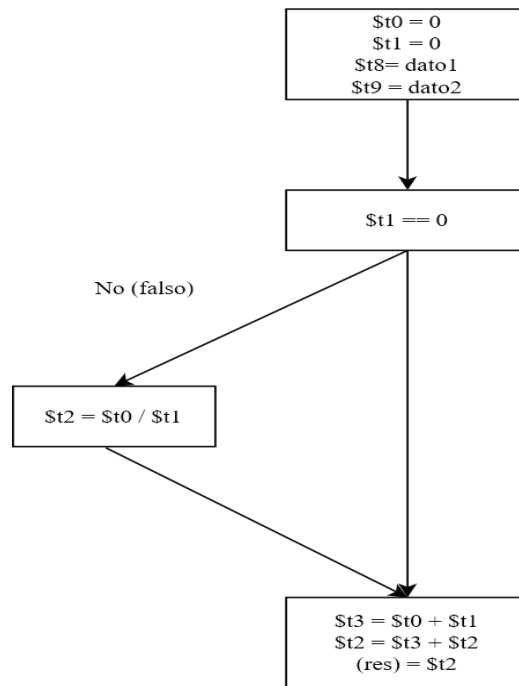 $t0 = 0
$t1 = 0
$t8= dato1
$t9 = dato2
$t1 == 0
No (falso)
$t2 = $t0 / $t1
$t3 = $t0 + $t1
$t2 = $t3 + $t2
(res) = $t2